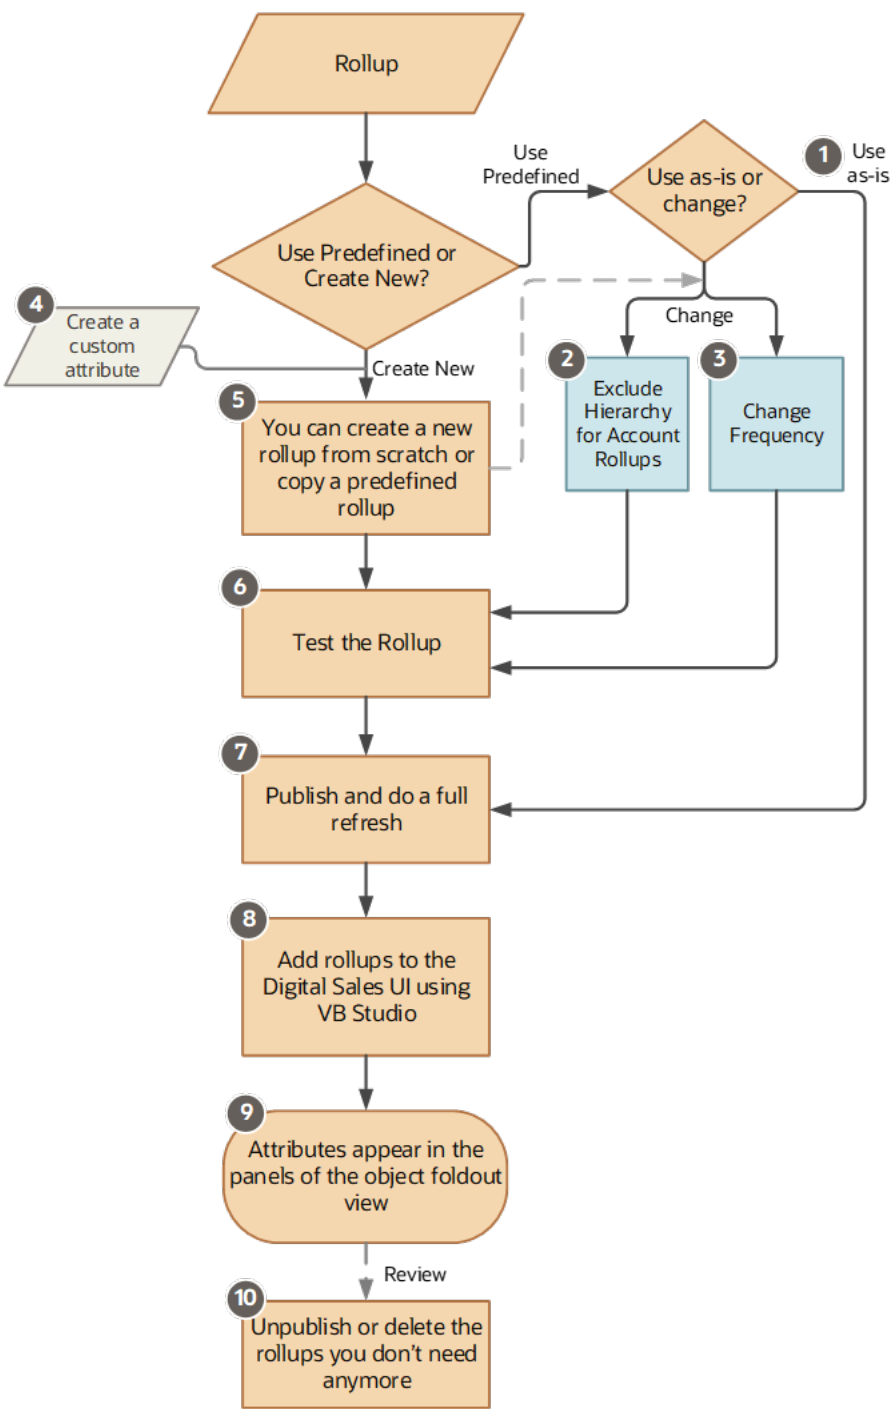 Rollup
Use Predefined or
Create New?
Use
Predefined
Use as-is or
change?
1
Use
as-is
Change
2
Exclude
Hierarchy
for Account
Rollups
3
Change
Frequency
4
Create a
custom
attribute
Create New
5
You can create a new
rollup from scratch or
copy a predefined
rollup
6
Test the Rollup
7
Publish and do a full
refresh
8
Add rollups to the
Digital Sales UI using
VB Studio
9
Attributes appear in the
panels of the object foldout
view
Review
10
Unpublish or delete the
rollups you don't need
anymore